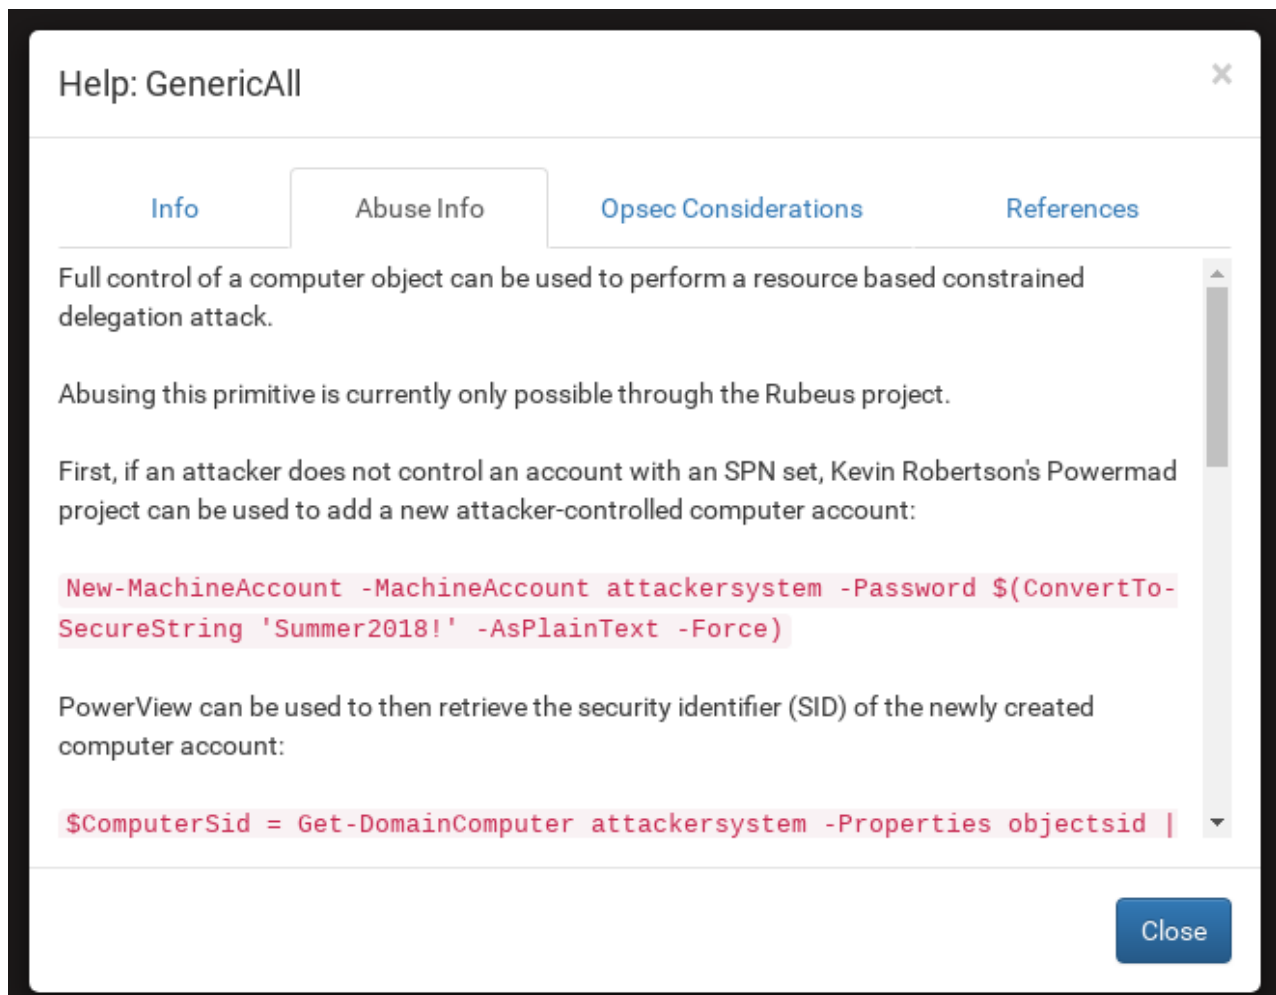 Help: GenericAll
×
Info
Abuse Info
Opsec Considerations
References
Full control of a computer object can be used to perform a resource based constrained
delegation attack.
Abusing this primitive is currently only possible through the Rubeus project.
First, if an attacker does not control an account with an SPN set, Kevin Robertson's Powermad
project can be used to add a new attacker-controlled computer account:
New-MachineAccount -MachineAccount attackersystem -Password $(ConvertTo-
SecureString 'Summer2018!' -AsPlainText -Force)
PowerView can be used to then retrieve the security identifier (SID) of the newly created
computer account:
$ComputerSid = Get-DomainComputer attackersystem -Properties objectsid |
Close